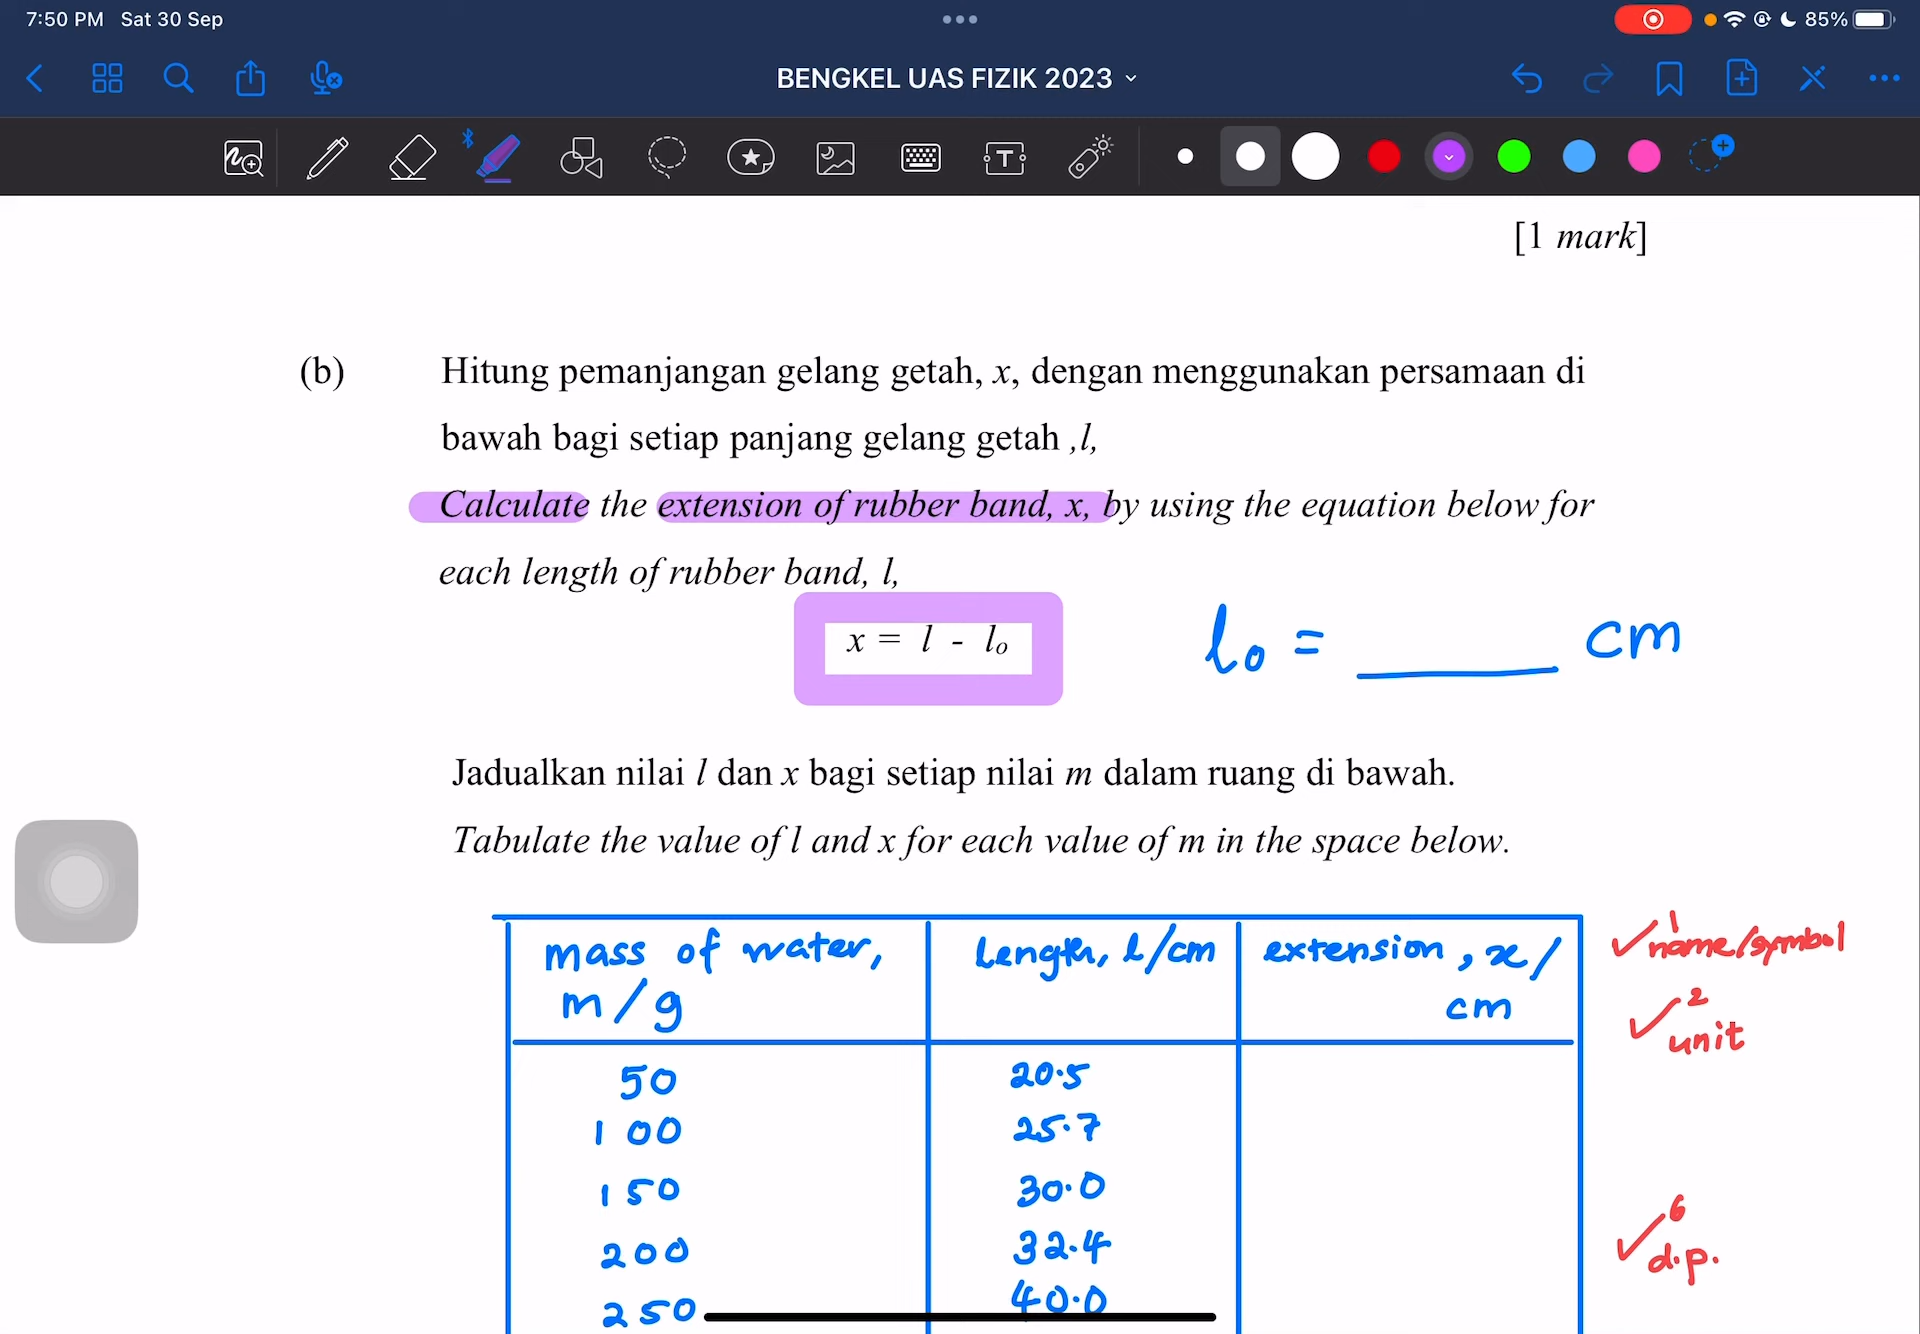 7:50 PM Sat 30 Sep
85%
BENGKEL UAS FIZIK 2023
[1 mark]
(b) Hitung pemanjangan gelang getah, x, dengan menggunakan persamaan di
bawah bagi setiap panjang gelang getah ,l,
Calculate the extension of rubber band, x, by using the equation below for
each length of rubber band, l,
x = l - lo
lo = ______ cm
Jadualkan nilai l dan x bagi setiap nilai m dalam ruang di bawah.
Tabulate the value of l and x for each value of m in the space below.
mass of water, length, l/cm extension, x/
m/g cm
✓1 name/symbol
✓2 unit
50 20.5
100 25.7
150 30.0
200 32.4
250 40.0
✓6 d.p.